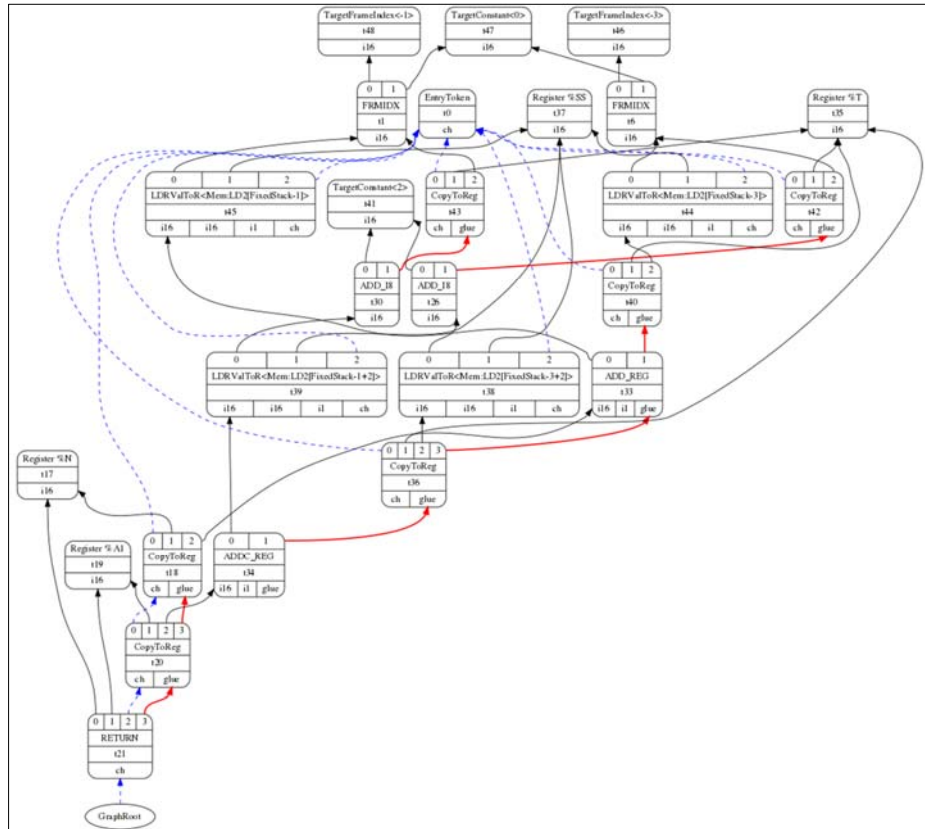 TargetFrameIndex<-1>
t48
i16
TargetConstant<0>
t47
i16
TargetFrameIndex<-3>
t46
i16
0 1
FRMIDX
t1
i16
EntryToken
t0
ch
Register %SS
t37
i16
0 1
FRMIDX
t6
i16
Register %T
t35
i16
0 1 2
LDRValToR<Mem:LD2[FixedStack-1]>
t45
i16 i16 i1 ch
TargetConstant<2>
t41
i16
0 1 2
CopyToReg
t43
ch glue
0 1 2
LDRValToR<Mem:LD2[FixedStack-3]>
t44
i16 i16 i1 ch
0 1 2
CopyToReg
t42
ch glue
0 1
ADD_I8
t30
i16
0 1
ADD_I8
t26
i16
0 1 2
CopyToReg
t40
ch glue
0 1 2
LDRValToR<Mem:LD2[FixedStack-1+2]>
t39
i16 i16 i1 ch
0 1 2
LDRValToR<Mem:LD2[FixedStack-3+2]>
t38
i16 i16 i1 ch
0 1
ADD_REG
t33
i16 i1 glue
0 1 2 3
CopyToReg
t36
ch glue
Register %N
t17
i16
Register %AI
t19
i16
0 1 2
CopyToReg
t18
ch glue
0 1
ADDC_REG
t34
i16 i1 glue
0 1 2 3
CopyToReg
t20
ch glue
0 1 2 3
RETURN
t21
ch
GraphRoot